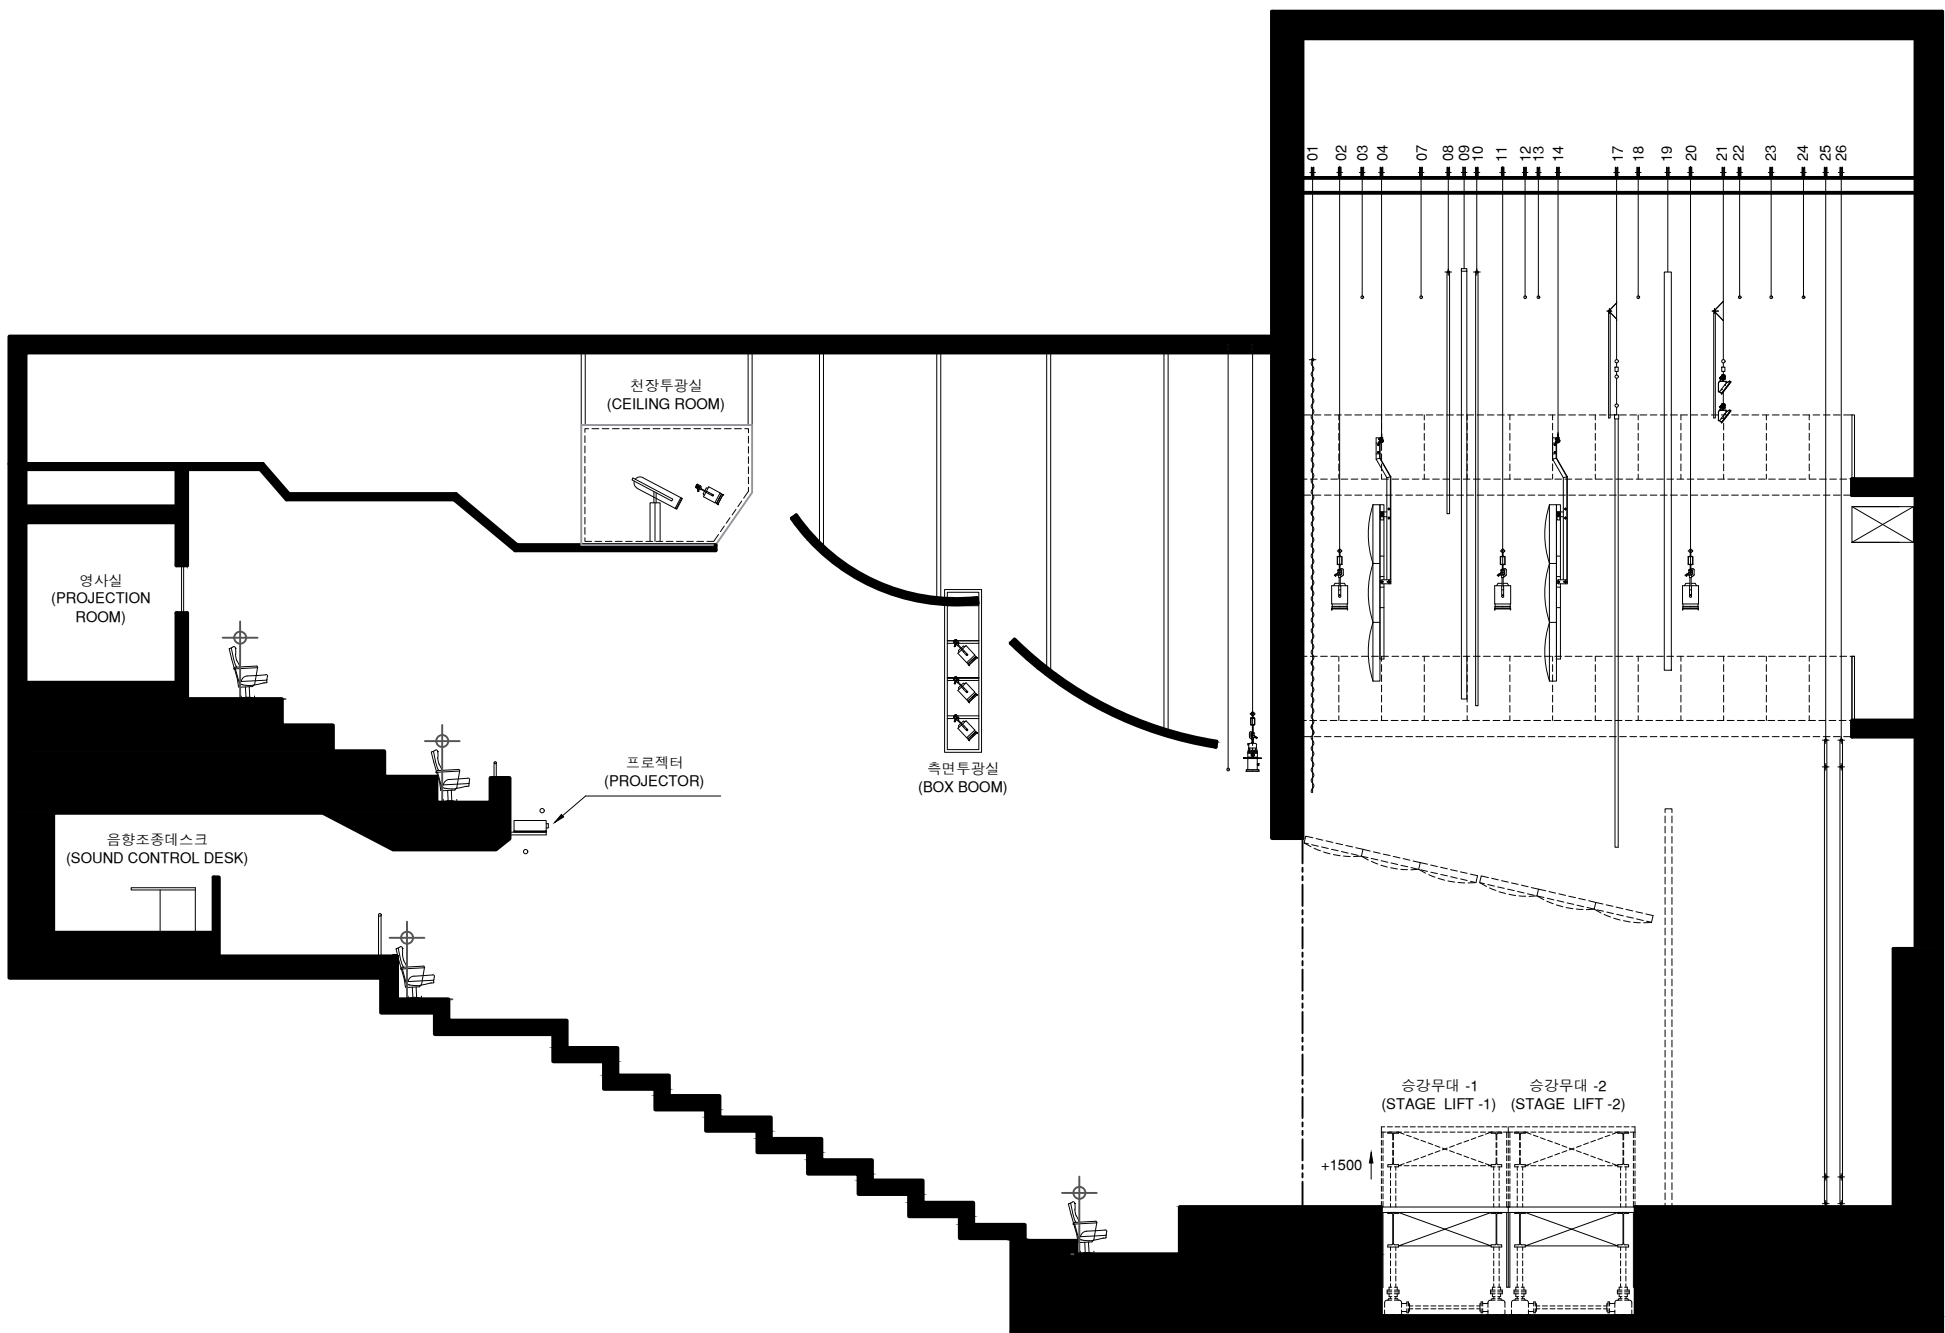 01
02
03
04
07
08
09
10
11
12
13
14
17
18
19
20
21
22
23
24
25
26
천장투광실
(CEILING ROOM)
영사실
(PROJECTION
ROOM)
프로젝터
(PROJECTOR)
측면투광실
(BOX BOOM)
음향조종데스크
(SOUND CONTROL DESK)
승강무대 -1
(STAGE LIFT -1)
승강무대 -2
(STAGE LIFT -2)
+1500